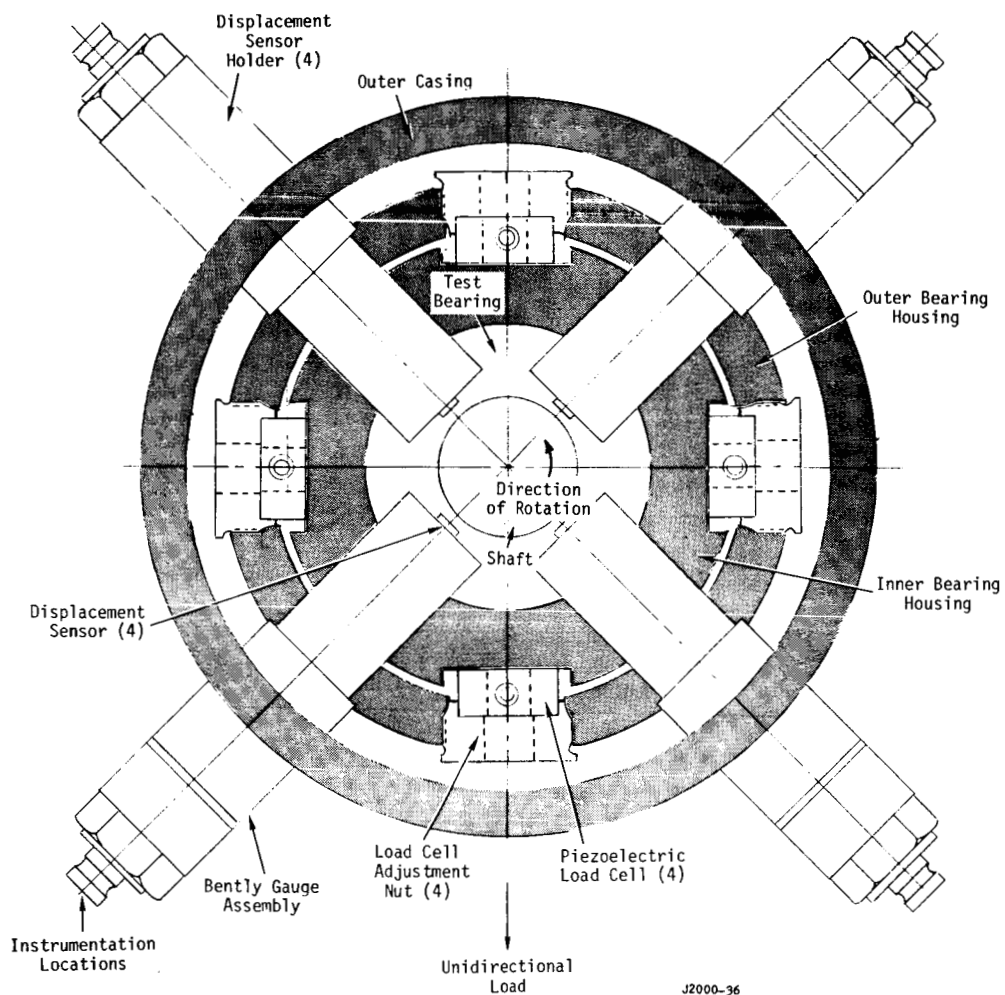 Displacement
Sensor
Holder (4)
Outer Casing
Test
Bearing
Outer Bearing
Housing
Direction
of Rotation
Shaft
Inner Bearing
Housing
Displacement
Sensor (4)
Load Cell
Adjustment
Nut (4)
Piezoelectric
Load Cell (4)
Bently Gauge
Assembly
Instrumentation
Locations
Unidirectional
Load
J2000-36